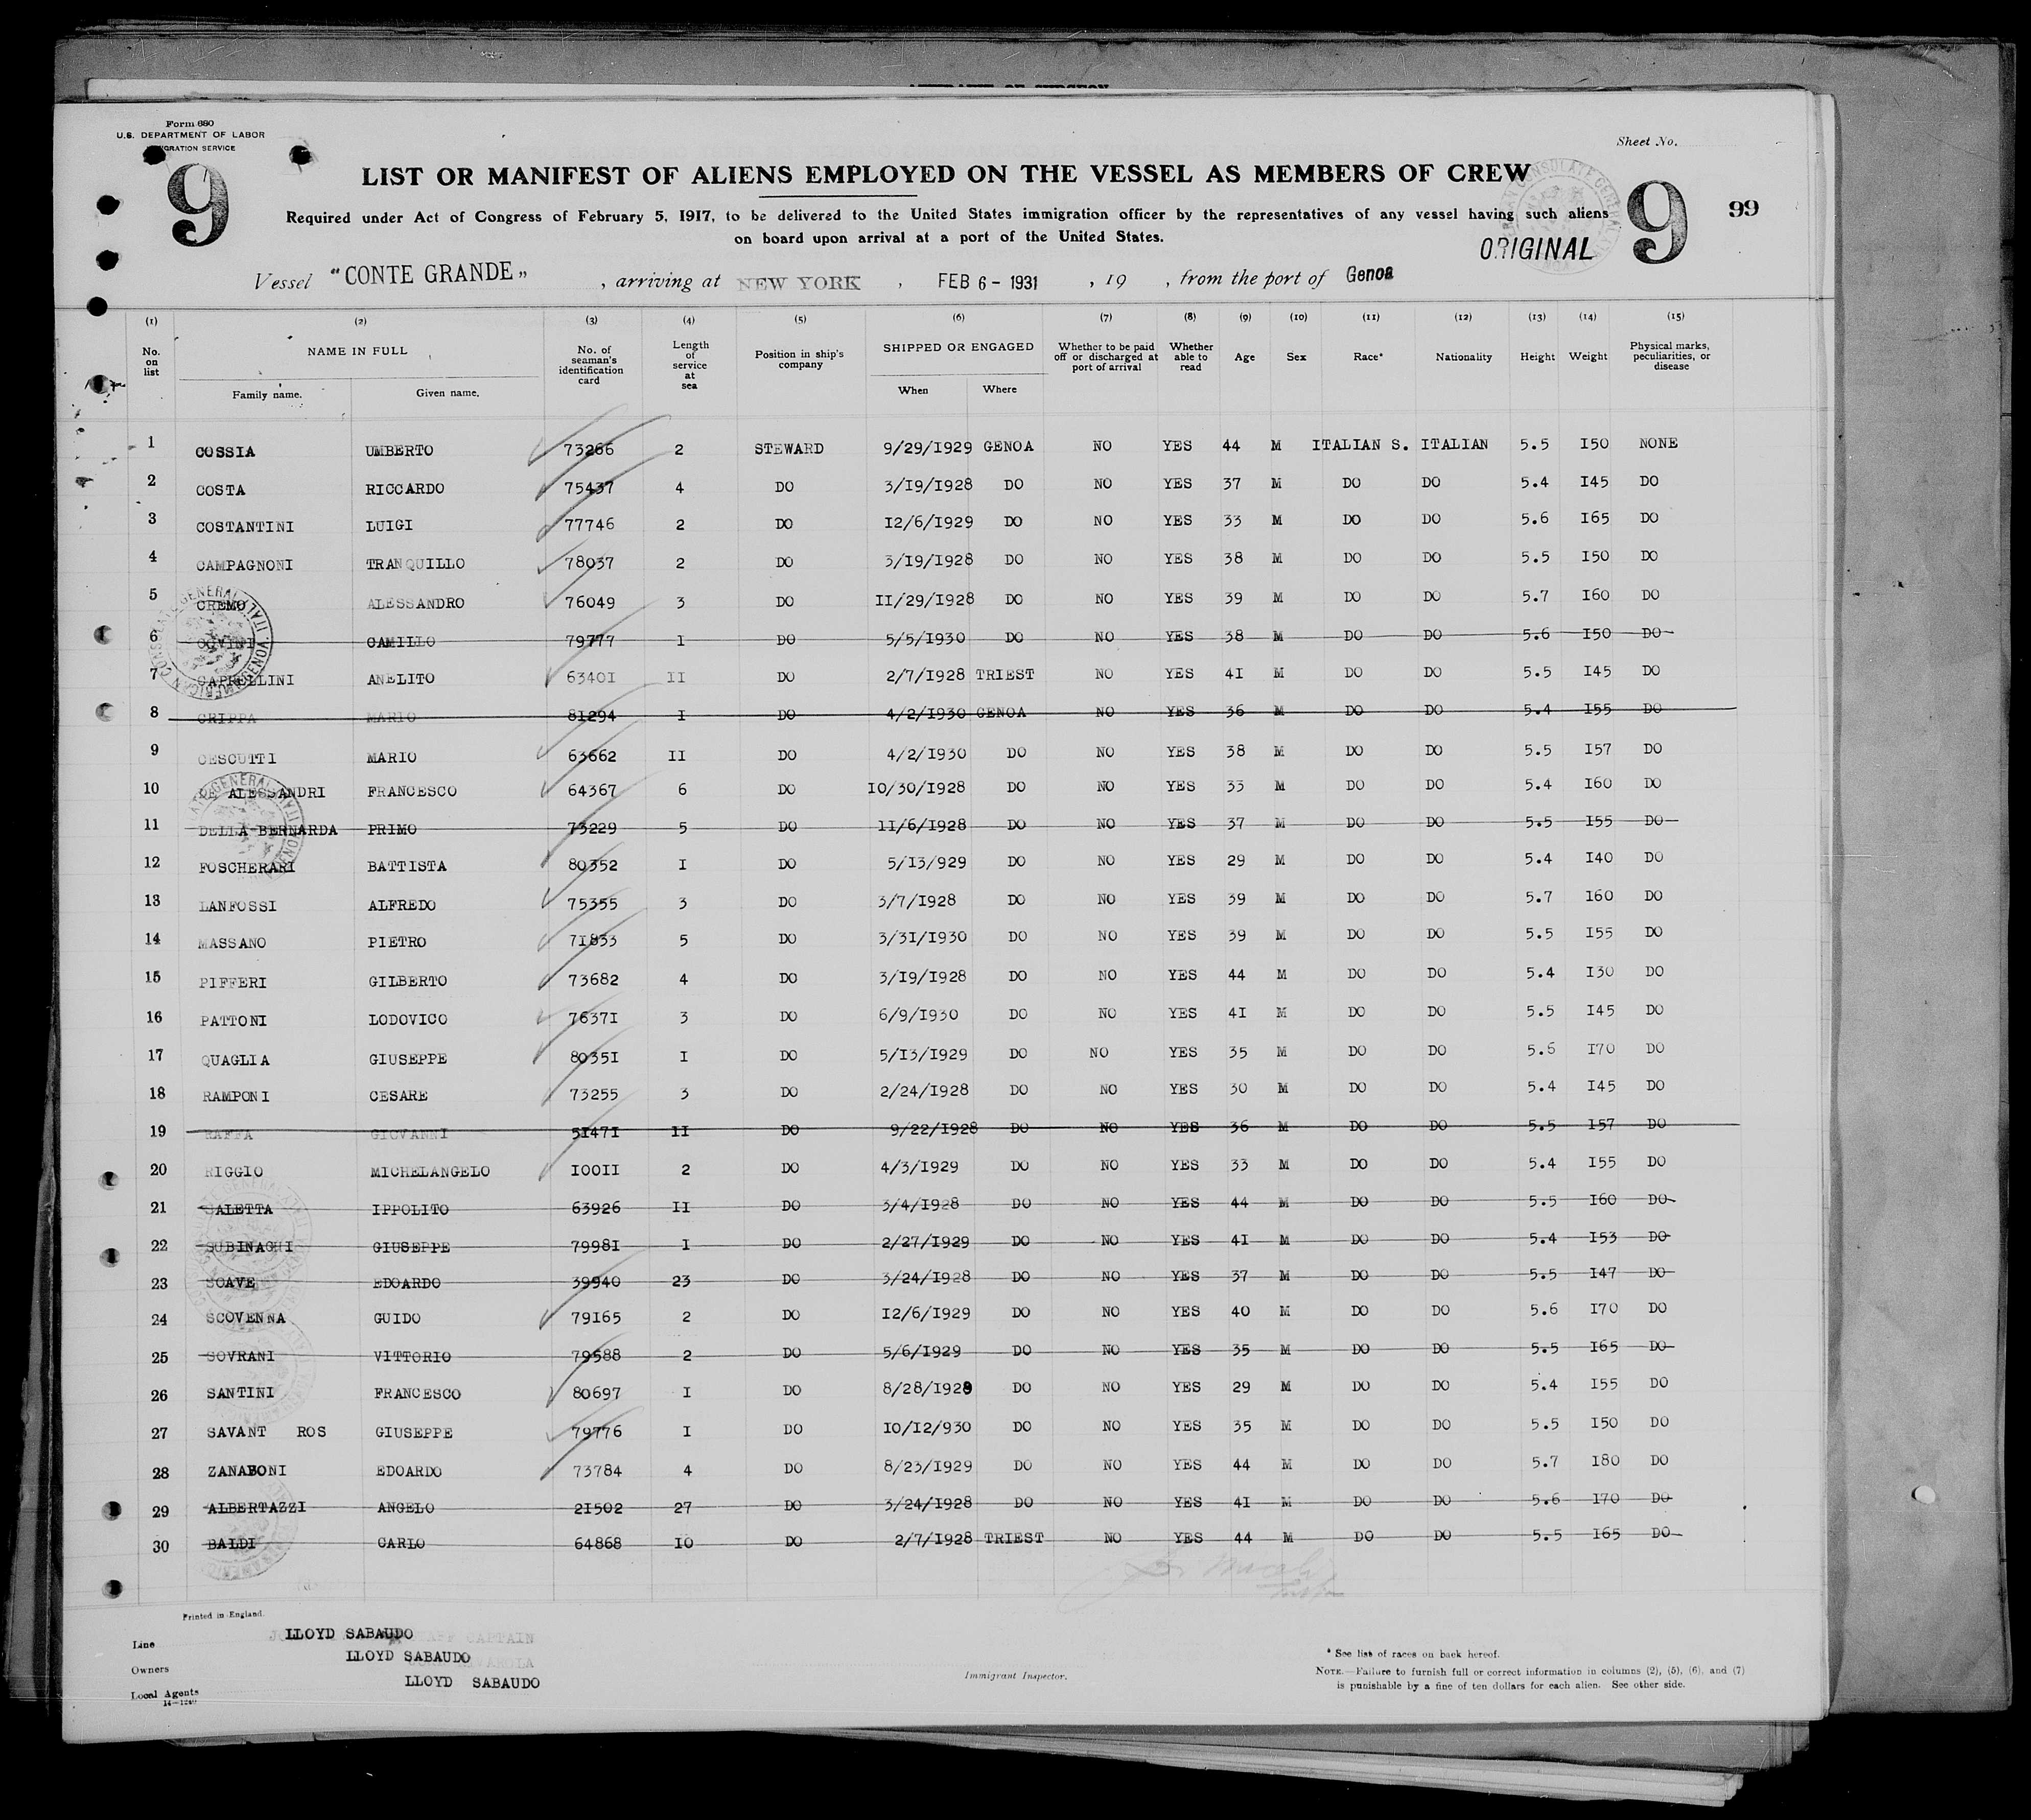 AFFIDAVIT OF SURGEON
Form 680
U.S. DEPARTMENT OF LABOR
IMMIGRATION SERVICE
Sheet No.
9
9
99
LIST OR MANIFEST OF ALIENS EMPLOYED ON THE VESSEL AS MEMBERS OF CREW
Required under Act of Congress of February 5, 1917, to be delivered to the United States immigration officer by the representatives of any vessel having such aliens
on board upon arrival at a port of the United States.
ORIGINAL
Vessel "CONTE GRANDE" , arriving at NEW YORK , FEB 6 - 1931 , 19 , from the port of Genoa
(1) (2) (3) (4) (5) (6) (7) (8) (9) (10) (11) (12) (13) (14) (15)
No. on list NAME IN FULL Family name. Given name. No. of seaman's identification card Length of service at sea Position in ship's company SHIPPED OR ENGAGED When Where Whether to be paid off or discharged at port of arrival Whether able to read Age Sex Race* Nationality Height Weight Physical marks, peculiarities, or disease
1 COSSIA UMBERTO 73266 2 STEWARD 9/29/1929 GENOA NO YES 44 M ITALIAN S. ITALIAN 5.5 150 NONE
2 COSTA RICCARDO 75437 4 DO 3/19/1928 DO NO YES 37 M DO DO 5.4 145 DO
3 COSTANTINI LUIGI 77746 2 DO 12/6/1929 DO NO YES 33 M DO DO 5.6 165 DO
4 CAMPAGNONI TRANQUILLO 78037 2 DO 3/19/1928 DO NO YES 38 M DO DO 5.5 150 DO
5 CREMO ALESSANDRO 76049 3 DO 11/29/1928 DO NO YES 39 M DO DO 5.7 160 DO
6 CAMILLO 79777 1 DO 5/5/1930 DO NO YES 38 M DO DO 5.6 150 DO
7 CAPRELLINI ANELITO 63401 11 DO 2/7/1928 TRIEST NO YES 41 M DO DO 5.5 145 DO
8 CRIPPA MARIO 81294 1 DO 4/2/1930 GENOA NO YES 36 M DO DO 5.4 155 DO
9 CESCUTTI MARIO 63662 11 DO 4/2/1930 DO NO YES 38 M DO DO 5.5 157 DO
10 DE ALESSANDRI FRANCESCO 64367 6 DO 10/30/1928 DO NO YES 33 M DO DO 5.4 160 DO
11 DELLA BERNARDA PRIMO 73229 5 DO 11/6/1928 DO NO YES 37 M DO DO 5.5 155 DO
12 FOSCHERARI BATTISTA 80352 1 DO 5/13/929 DO NO YES 29 M DO DO 5.4 140 DO
13 LANFOSSI ALFREDO 75355 3 DO 3/7/1928 DO NO YES 39 M DO DO 5.7 160 DO
14 MASSANO PIETRO 71833 5 DO 3/31/1930 DO NO YES 39 M DO DO 5.5 155 DO
15 PIFFERI GILBERTO 73682 4 DO 3/19/1928 DO NO YES 44 M DO DO 5.4 130 DO
16 PATTONI LODOVICO 76371 3 DO 6/9/1930 DO NO YES 41 M DO DO 5.5 145 DO
17 QUAGLIA GIUSEPPE 80351 1 DO 5/13/1929 DO NO YES 35 M DO DO 5.6 170 DO
18 RAMPONI CESARE 73255 3 DO 2/24/1928 DO NO YES 30 M DO DO 5.4 145 DO
19 RAFFA GIOVANNI 51471 11 DO 9/22/1928 DO NO YES 36 M DO DO 5.5 157 DO
20 RIGGIO MICHELANGELO 10011 2 DO 4/3/1929 DO NO YES 33 M DO DO 5.4 155 DO
21 SALETTA IPPOLITO 63926 11 DO 3/4/1928 DO NO YES 44 M DO DO 5.5 160 DO
22 SUBINAGHI GIUSEPPE 79981 1 DO 2/27/1929 DO NO YES 41 M DO DO 5.4 153 DO
23 SOAVE EDOARDO 39940 23 DO 3/24/1928 DO NO YES 37 M DO DO 5.5 147 DO
24 SCOVENNA GUIDO 79165 2 DO 12/6/1929 DO NO YES 40 M DO DO 5.6 170 DO
25 SOVRANI VITTORIO 79588 2 DO 5/6/1929 DO NO YES 35 M DO DO 5.5 165 DO
26 SANTINI FRANCESCO 80697 1 DO 8/28/1928 DO NO YES 29 M DO DO 5.4 155 DO
27 SAVANT ROS GIUSEPPE 79776 1 DO 10/12/930 DO NO YES 35 M DO DO 5.5 150 DO
28 ZANABONI EDOARDO 73784 4 DO 8/23/1929 DO NO YES 44 M DO DO 5.7 180 DO
29 ALBERTAZZI ANGELO 21502 27 DO 3/24/1928 DO NO YES 41 M DO DO 5.6 170 DO
30 BALDI CARLO 64868 10 DO 2/7/1928 TRIEST NO YES 44 M DO DO 5.5 165 DO
Printed in England.
Line LLOYD SABAUDO
Owners LLOYD SABAUDO
Local Agents LLOYD SABAUDO
14—1240
Immigrant Inspector.
* See list of races on back hereof.
NOTE.—Failure to furnish full or correct information in columns (2), (5), (6), and (7)
is punishable by a fine of ten dollars for each alien. See other side.